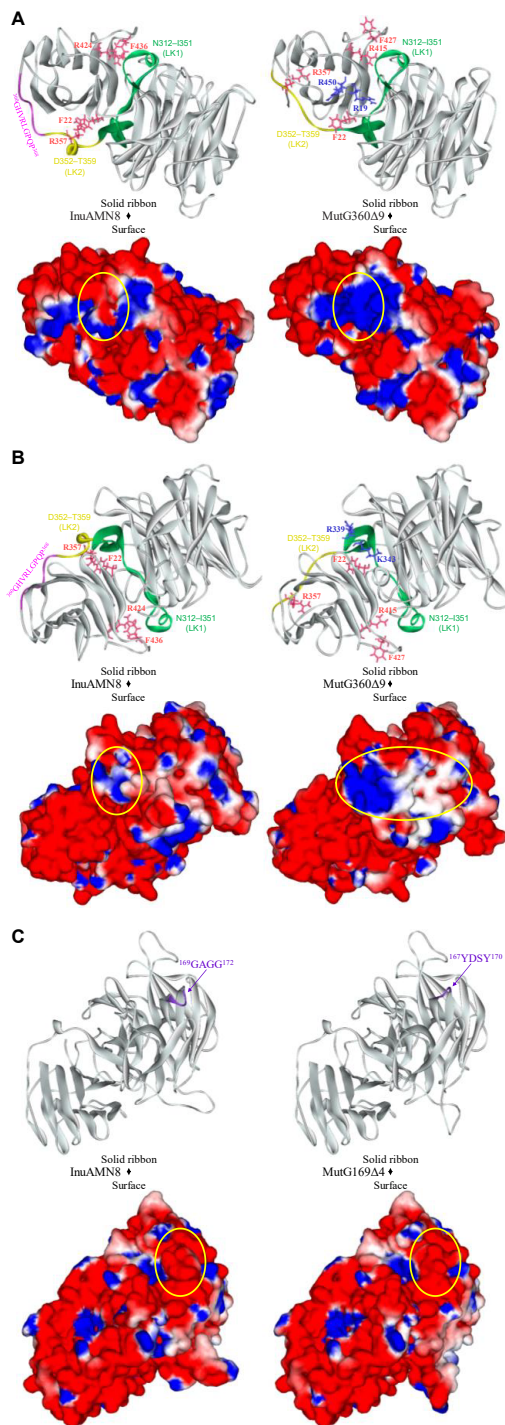 A
R424 F436 N312–I351
(LK1)
³⁶⁰GHVRLGPQP³⁶⁸
F22
R357
D352–T359
(LK2)
Solid ribbon
InuAMN8 ♦
Surface
F427
R415
N312–I351
(LK1)
R357
R450
R19
D352–T359
(LK2)
F22
Solid ribbon
MutG360Δ9 ♦
Surface
B
D352–T359
(LK2)
R357
F22
³⁶⁰GHVRLGPQP³⁶⁸
R424
F436
N312–I351
(LK1)
Solid ribbon
InuAMN8 ♦
Surface
R339
D352–T359
(LK2)
F22
K343
R357
R415
N312–I351
(LK1)
F427
Solid ribbon
MutG360Δ9 ♦
Surface
C
¹⁶⁹GAGG¹⁷²
Solid ribbon
InuAMN8 ♦
Surface
¹⁶⁷YDSY¹⁷⁰
Solid ribbon
MutG169Δ4 ♦
Surface